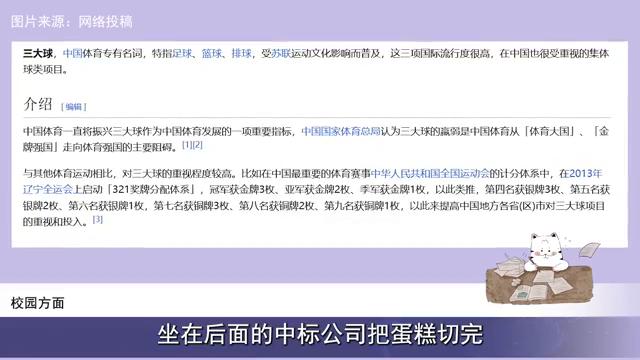 图片来源：网络投稿
三大球，中国体育专有名词，特指足球、篮球、排球，受苏联运动文化影响而普及，这三项国际流行度很高，在中国也很受重视的集体
球类项目。
介绍 [编辑]
中国体育一直将振兴三大球作为中国体育发展的一项重要指标，中国国家体育总局认为三大球的羸弱是中国体育从「体育大国」、「金
牌强国」走向体育强国的主要阻碍。[1][2]
与其他体育运动相比，对三大球的重视程度较高。比如在中国最重要的体育赛事中华人民共和国全国运动会的计分体系中，在2013年
辽宁全运会上启动「321奖牌分配体系」，冠军获金牌3枚、亚军获金牌2枚、季军获金牌1枚，以此类推，第四名获银牌3枚、第五名获
银牌2枚、第六名获银牌1枚，第七名获铜牌3枚、第八名获铜牌2枚、第九名获铜牌1枚，以此来提高中国地方各省(区)市对三大球项目
的重视和投入。[3]
校园方面
坐在后面的中标公司把蛋糕切完